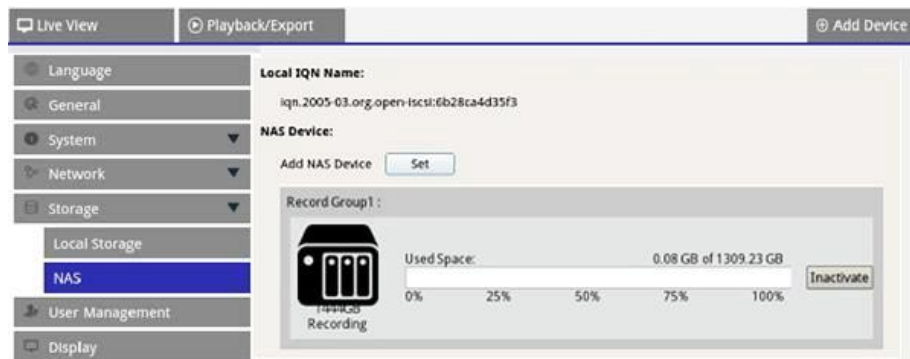 Live View
Playback/Export
Add Device
Language
General
System
Network
Storage
Local Storage
NAS
User Management
Display
Local IQN Name:
iqn.2005-03.org.open-iscsi:6b28ca4d35f3
NAS Device:
Add NAS Device Set
Record Group1 :
Used Space: 0.08 GB of 1309.23 GB
0% 25% 50% 75% 100%
Inactivate
1444GB
Recording